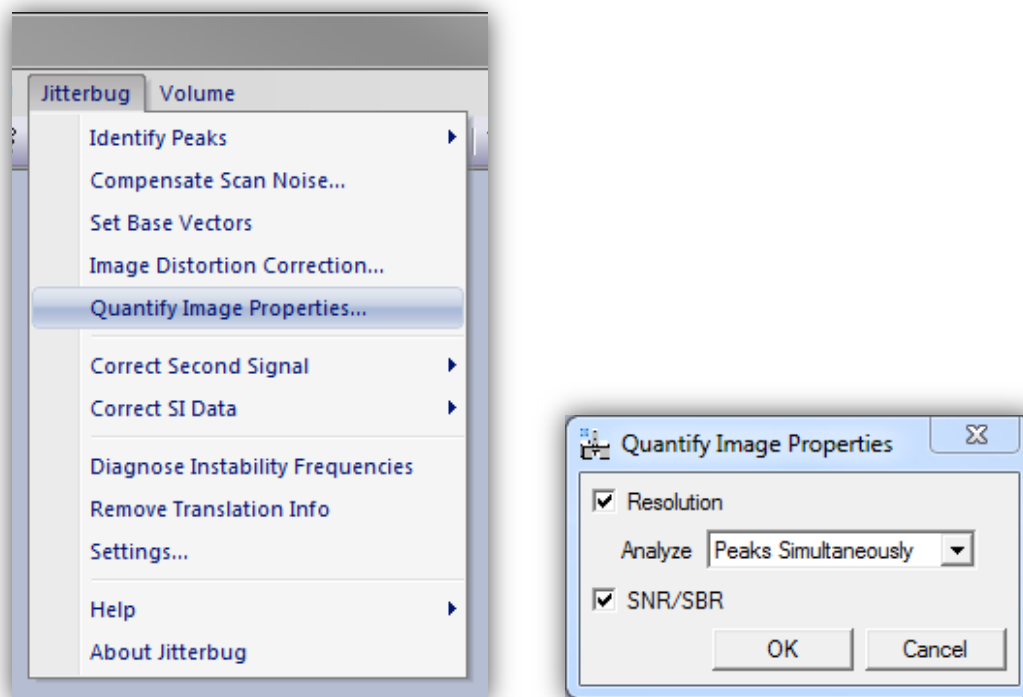 Jitterbug Volume
Identify Peaks
Compensate Scan Noise...
Set Base Vectors
Image Distortion Correction...
Quantify Image Properties...
Correct Second Signal
Correct SI Data
Diagnose Instability Frequencies
Remove Translation Info
Settings...
Help
About Jitterbug
Quantify Image Properties
Resolution
Analyze Peaks Simultaneously
SNR/SBR
OK Cancel